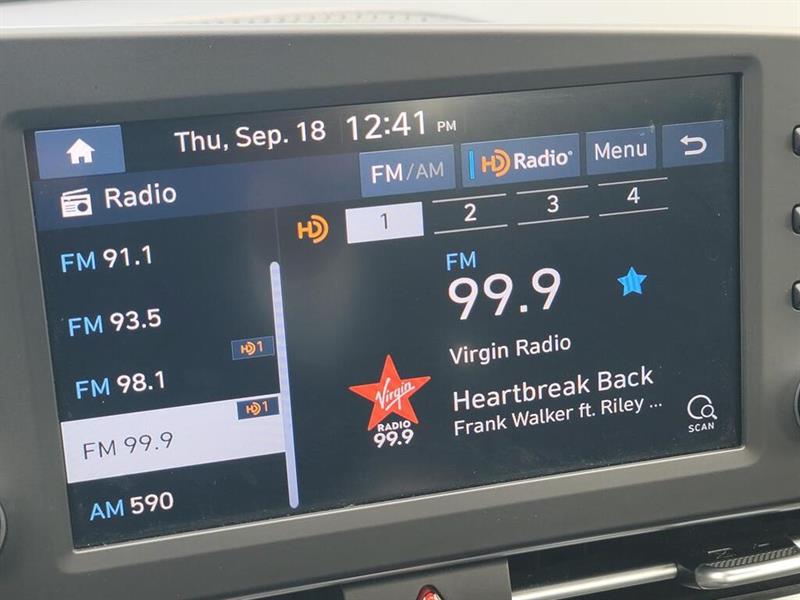 Thu, Sep. 18 12:41 PM
FM/AM HD Radio® Menu
Radio
HD 1 2 3 4
FM 91.1
FM 93.5
HD1
FM 98.1
HD1
FM 99.9
AM 590
FM
99.9
Virgin Radio
Heartbreak Back
Frank Walker ft. Riley ...
Virgin
RADIO
99.9
SCAN